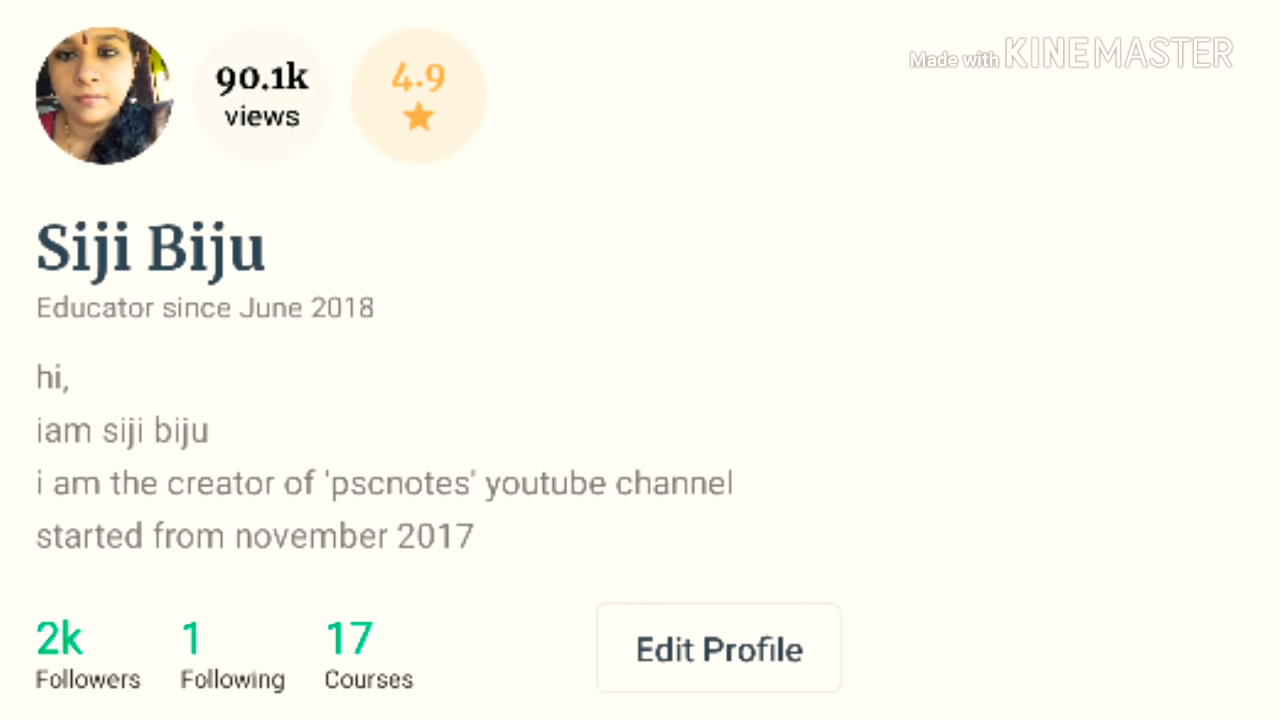 90.1k
views
4.9
Made with KINEMASTER
Siji Biju
Educator since June 2018
hi,
iam siji biju
i am the creator of 'pscnotes' youtube channel
started from november 2017
2k
Followers
1
Following
17
Courses
Edit Profile